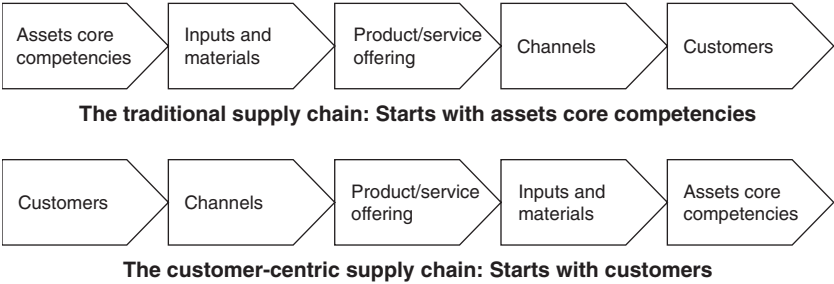 Assets core
competencies
Inputs and
materials
Product/service
offering
Channels
Customers
The traditional supply chain: Starts with assets core competencies
Customers
Channels
Product/service
offering
Inputs and
materials
Assets core
competencies
The customer-centric supply chain: Starts with customers